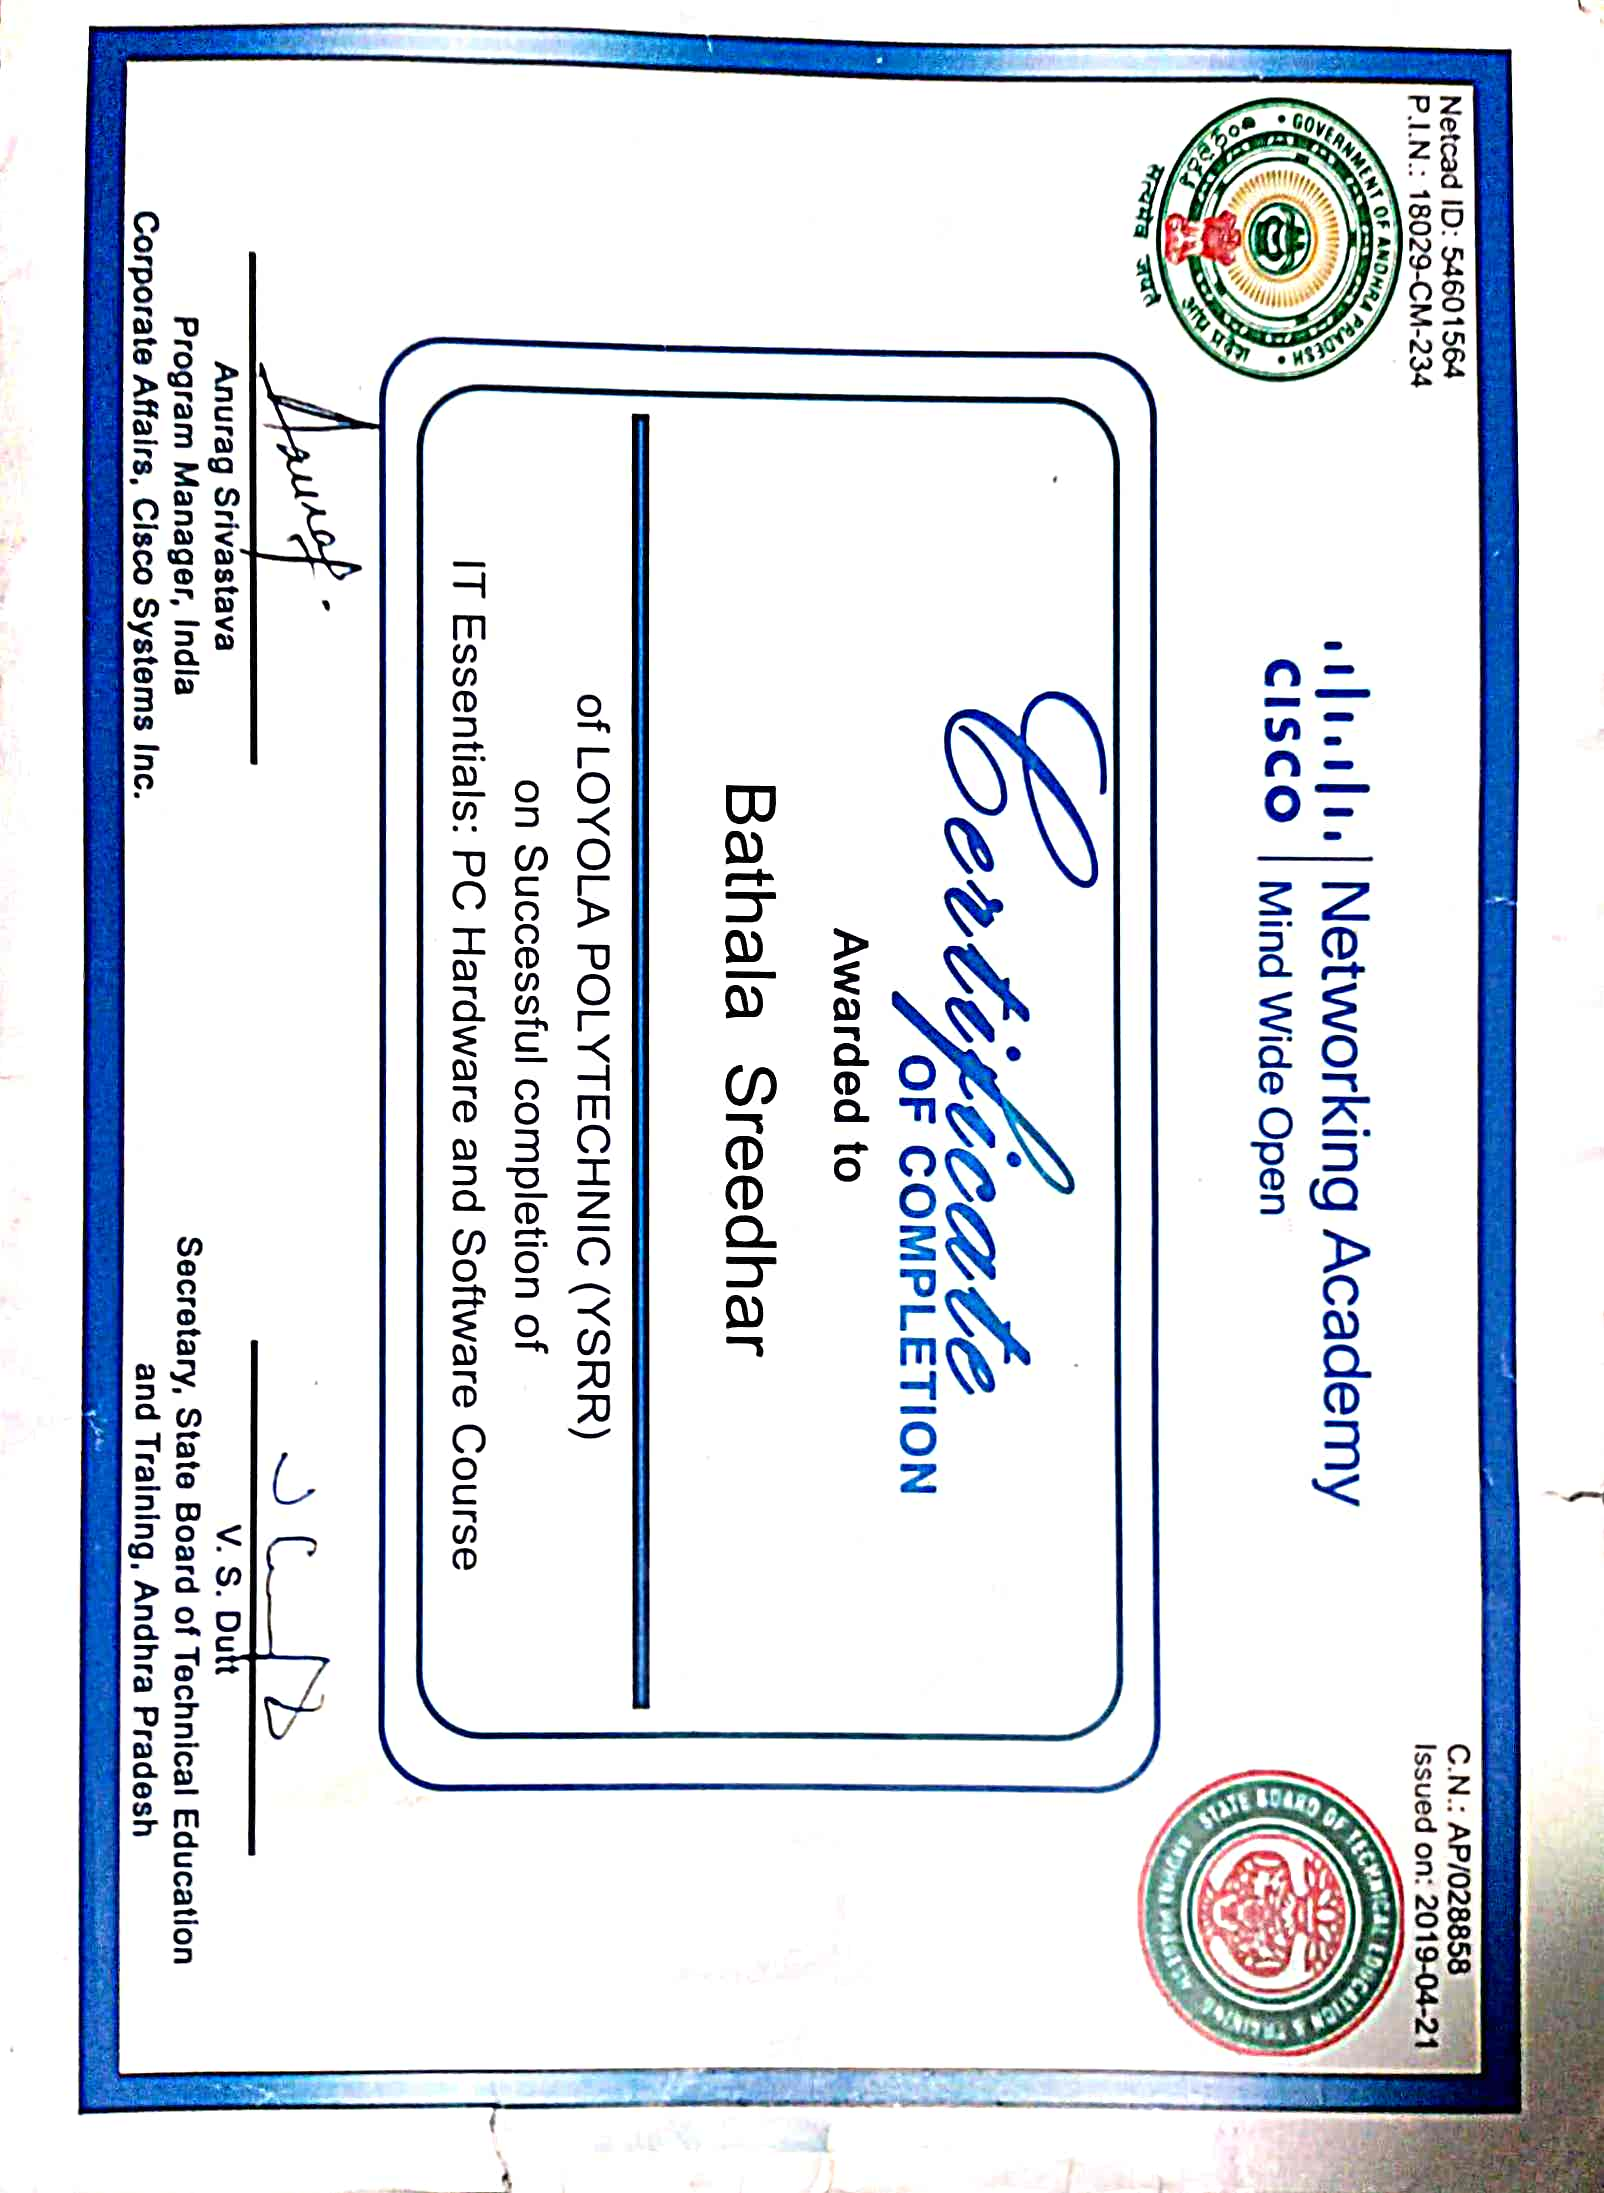 Netcad ID: 54601564
P.I.N.: 18029-CM-234
C.N.: AP/028858
Issued on: 2019-04-21
GOVERNMENT OF ANDHRA PRADESH
सत्यमेव जयते
CISCO
Networking Academy
Mind Wide Open
STATE BOARD OF TECHNICAL EDUCATION & TRAINING
Certificate
OF COMPLETION
Awarded to
Bathala Sreedhar
of LOYOLA POLYTECHNIC (YSRR)
on Successful completion of
IT Essentials: PC Hardware and Software Course
Anurag Srivastava
Program Manager, India
Corporate Affairs, Cisco Systems Inc.
V. S. Dutt
Secretary, State Board of Technical Education
and Training, Andhra Pradesh